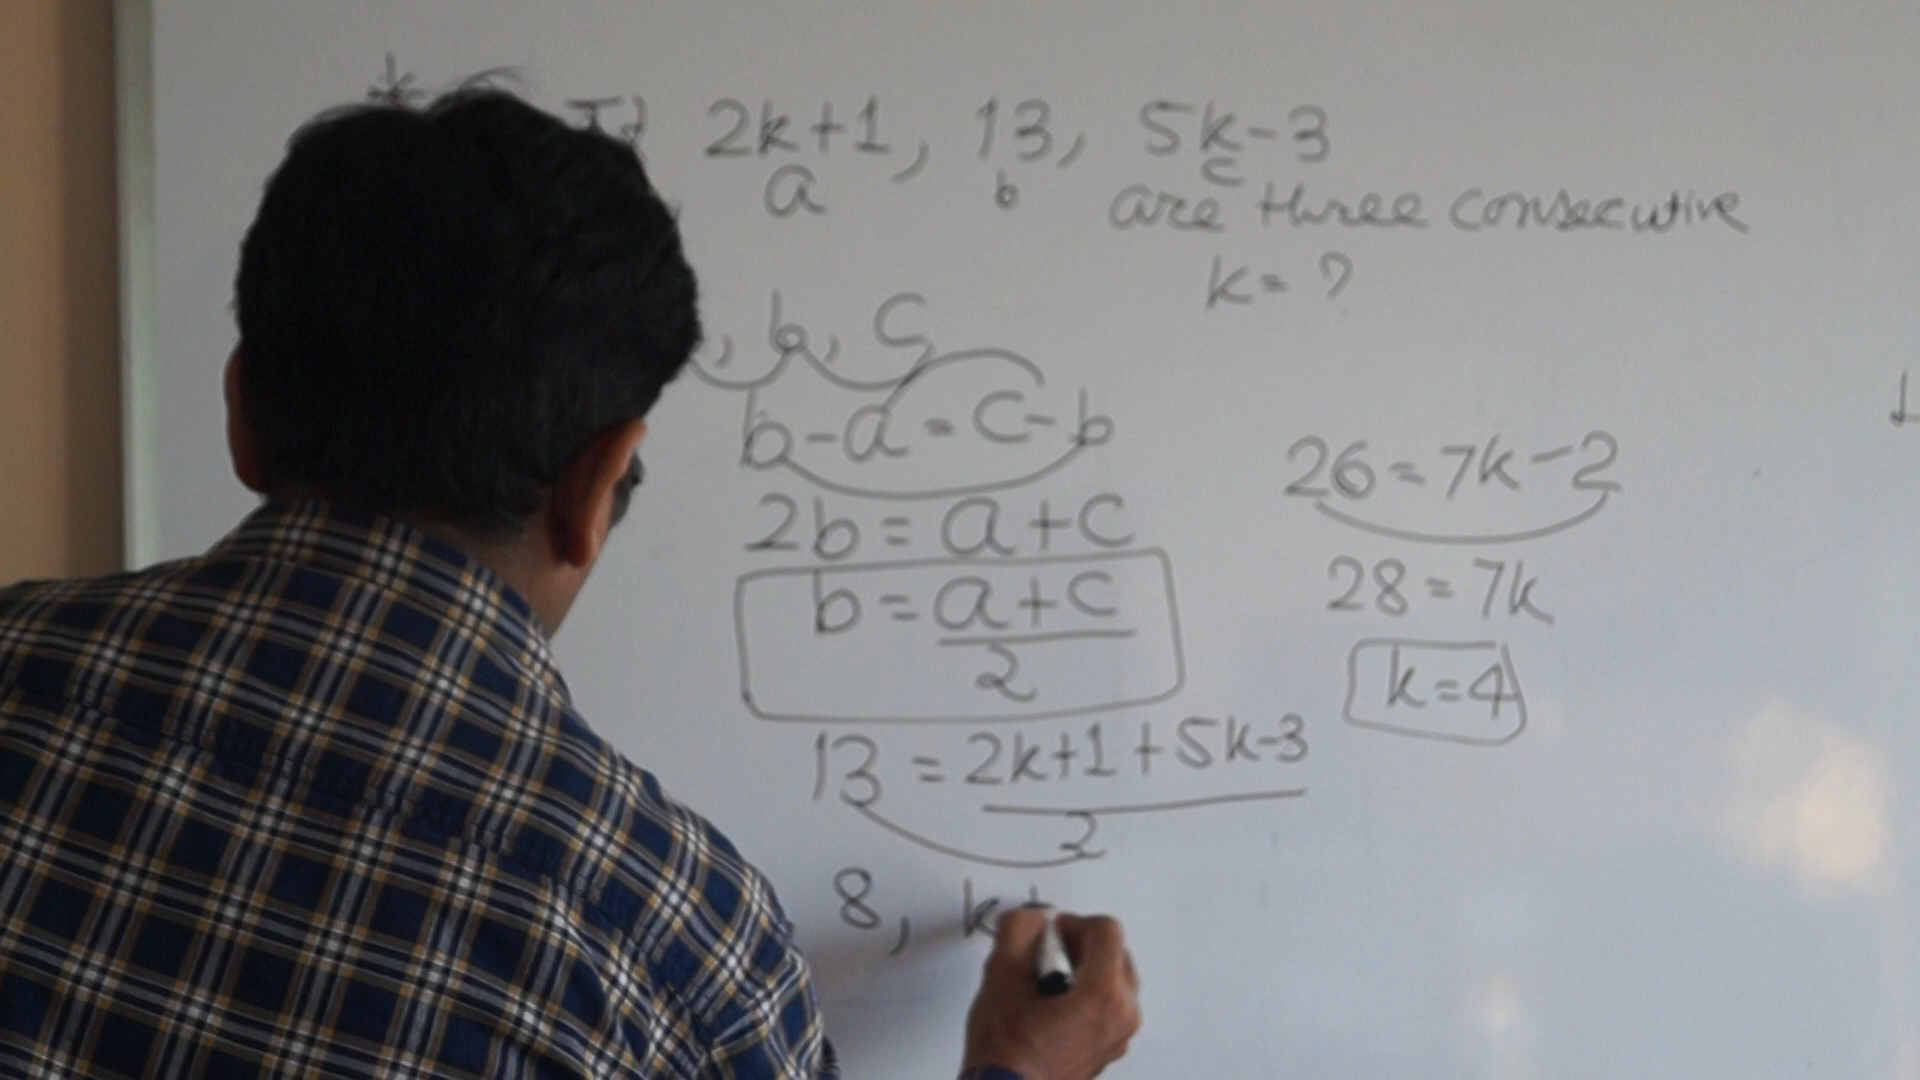 * If 2k+1, 13, 5k-3
a b c
are three consecutive
k = ?
, b, c
b-a = c-b
2b = a+c
b = a+c
2
13 = 2k+1+5k-3
2
8, k+
26 = 7k-2
28 = 7k
k=4